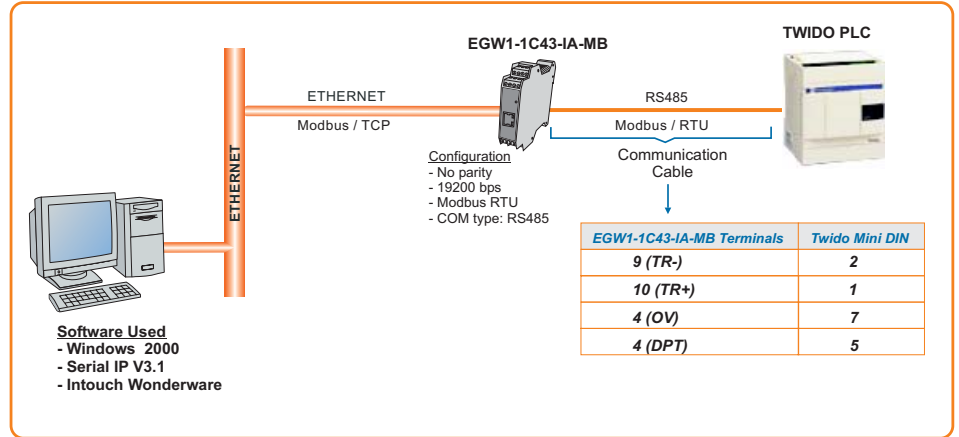 TWIDO PLC
EGW1-1C43-IA-MB
ETHERNET
Modbus / TCP
RS485
Modbus / RTU
ETHERNET
Configuration
- No parity
- 19200 bps
- Modbus RTU
- COM type: RS485
Communication
Cable
EGW1-1C43-IA-MB Terminals Twido Mini DIN
9 (TR-) 2
10 (TR+) 1
4 (OV) 7
4 (DPT) 5
Software Used
- Windows 2000
- Serial IP V3.1
- Intouch Wonderware